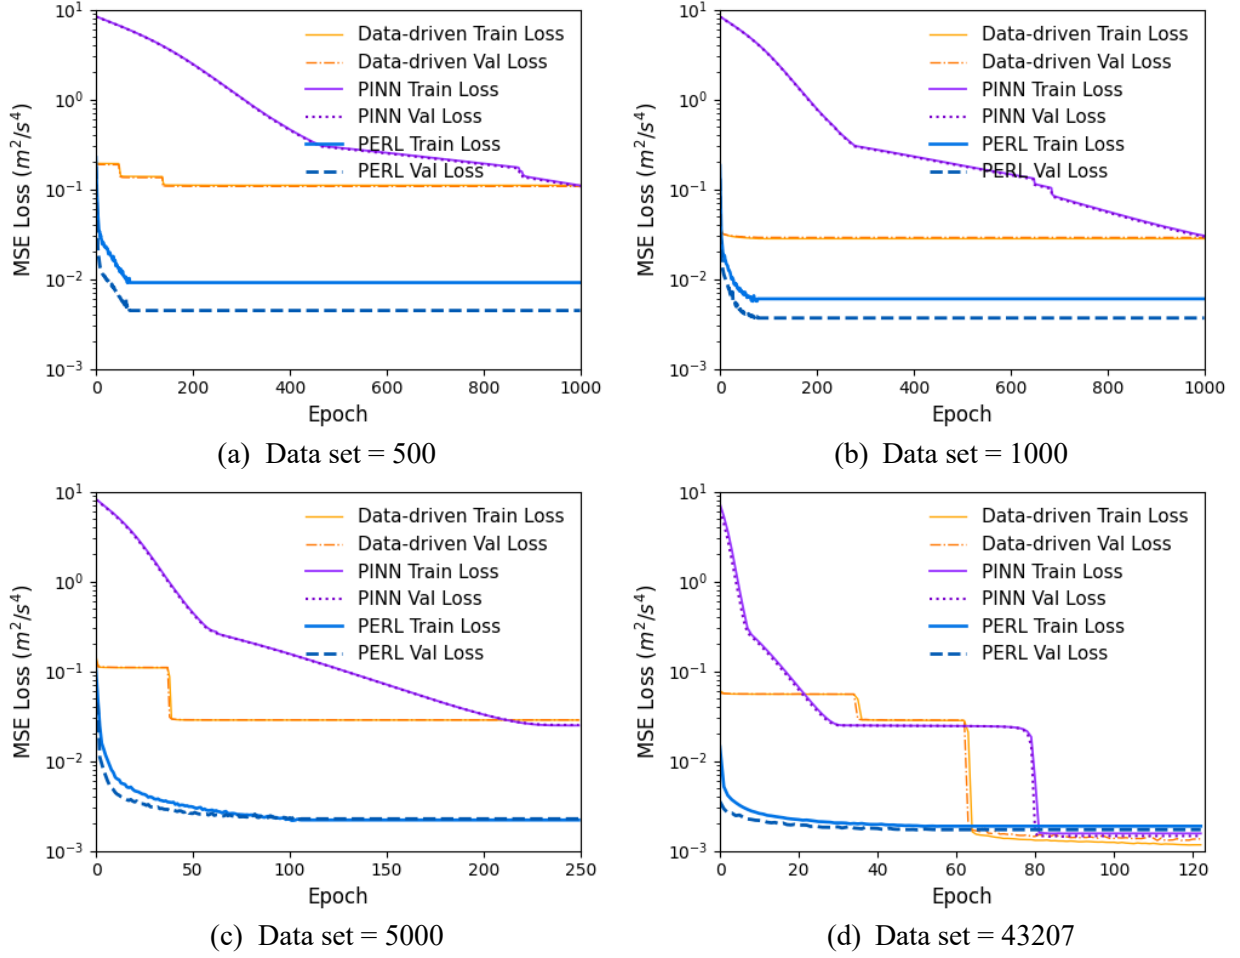 10^1
10^0
10^-1
10^-2
10^-3
MSE Loss (m^2/s^4)
Data-driven Train Loss
Data-driven Val Loss
PINN Train Loss
PINN Val Loss
PERL Train Loss
PERL Val Loss
0 200 400 600 800 1000
Epoch
(a) Data set = 500
10^1
10^0
10^-1
10^-2
10^-3
MSE Loss (m^2/s^4)
Data-driven Train Loss
Data-driven Val Loss
PINN Train Loss
PINN Val Loss
PERL Train Loss
PERL Val Loss
0 200 400 600 800 1000
Epoch
(b) Data set = 1000
10^1
10^0
10^-1
10^-2
10^-3
MSE Loss (m^2/s^4)
Data-driven Train Loss
Data-driven Val Loss
PINN Train Loss
PINN Val Loss
PERL Train Loss
PERL Val Loss
0 50 100 150 200 250
Epoch
(c) Data set = 5000
10^1
10^0
10^-1
10^-2
10^-3
MSE Loss (m^2/s^4)
Data-driven Train Loss
Data-driven Val Loss
PINN Train Loss
PINN Val Loss
PERL Train Loss
PERL Val Loss
0 20 40 60 80 100 120
Epoch
(d) Data set = 43207